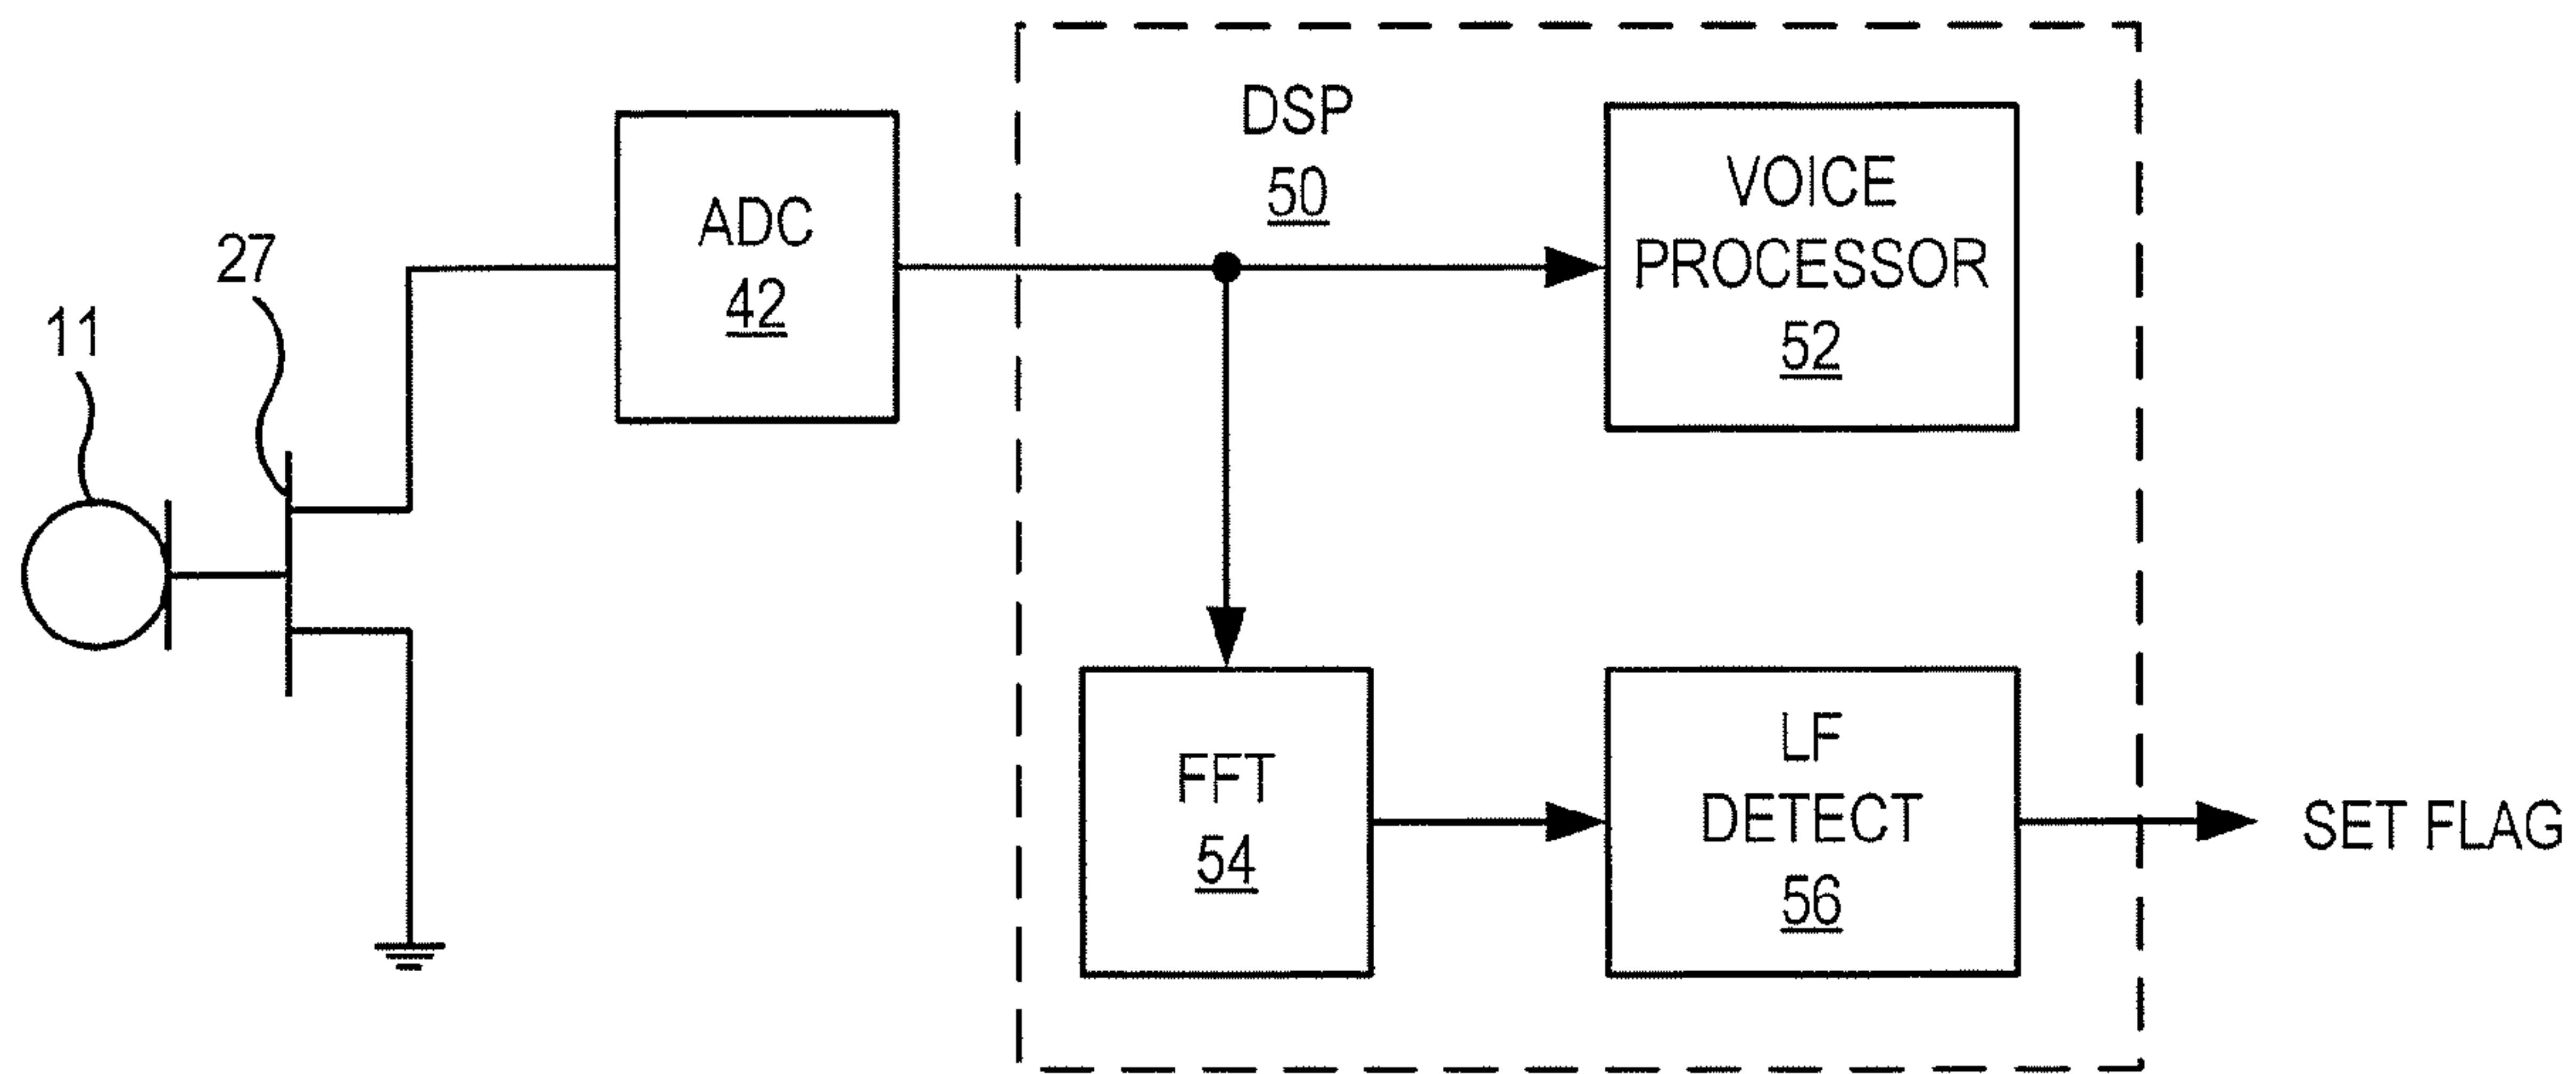 11
27
ADC
42
DSP
50
VOICE
PROCESSOR
52
FFT
54
LF
DETECT
56
SET FLAG